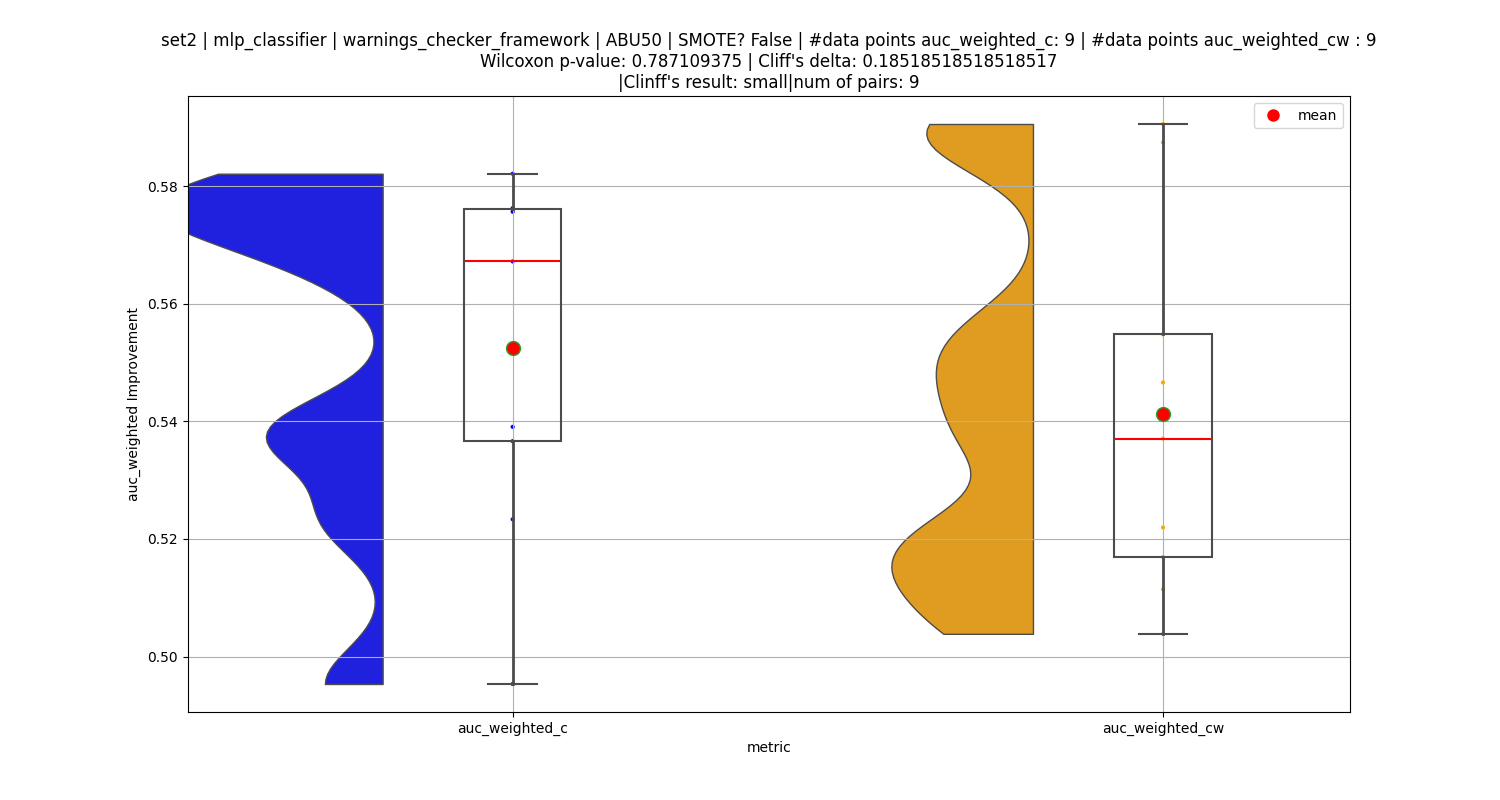 set2 | mlp_classifier | warnings_checker_framework | ABU50 | SMOTE? False | #data points auc_weighted_c: 9 | #data points auc_weighted_cw : 9
Wilcoxon p-value: 0.787109375 | Cliff's delta: 0.18518518518518517
|Clinff's result: small|num of pairs: 9
mean
0.58
0.56
0.54
0.52
0.50
auc_weighted Improvement
auc_weighted_c
auc_weighted_cw
metric